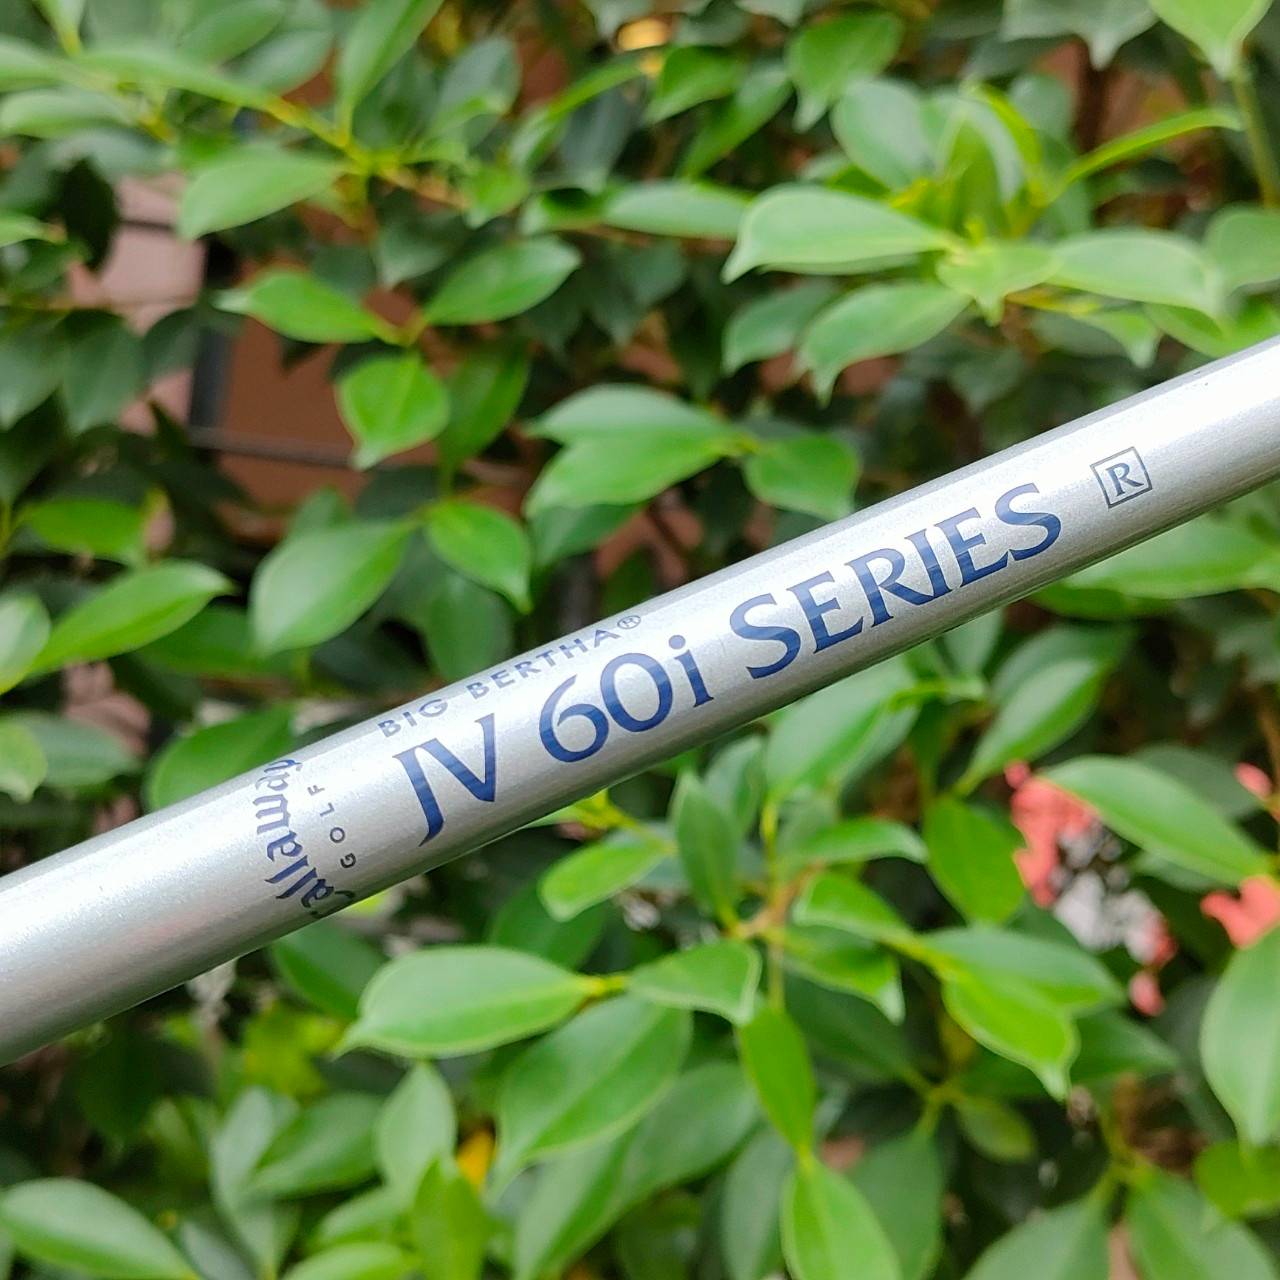 Callaway
GOLF
BIG BERTHA®
JV 60i SERIES
R